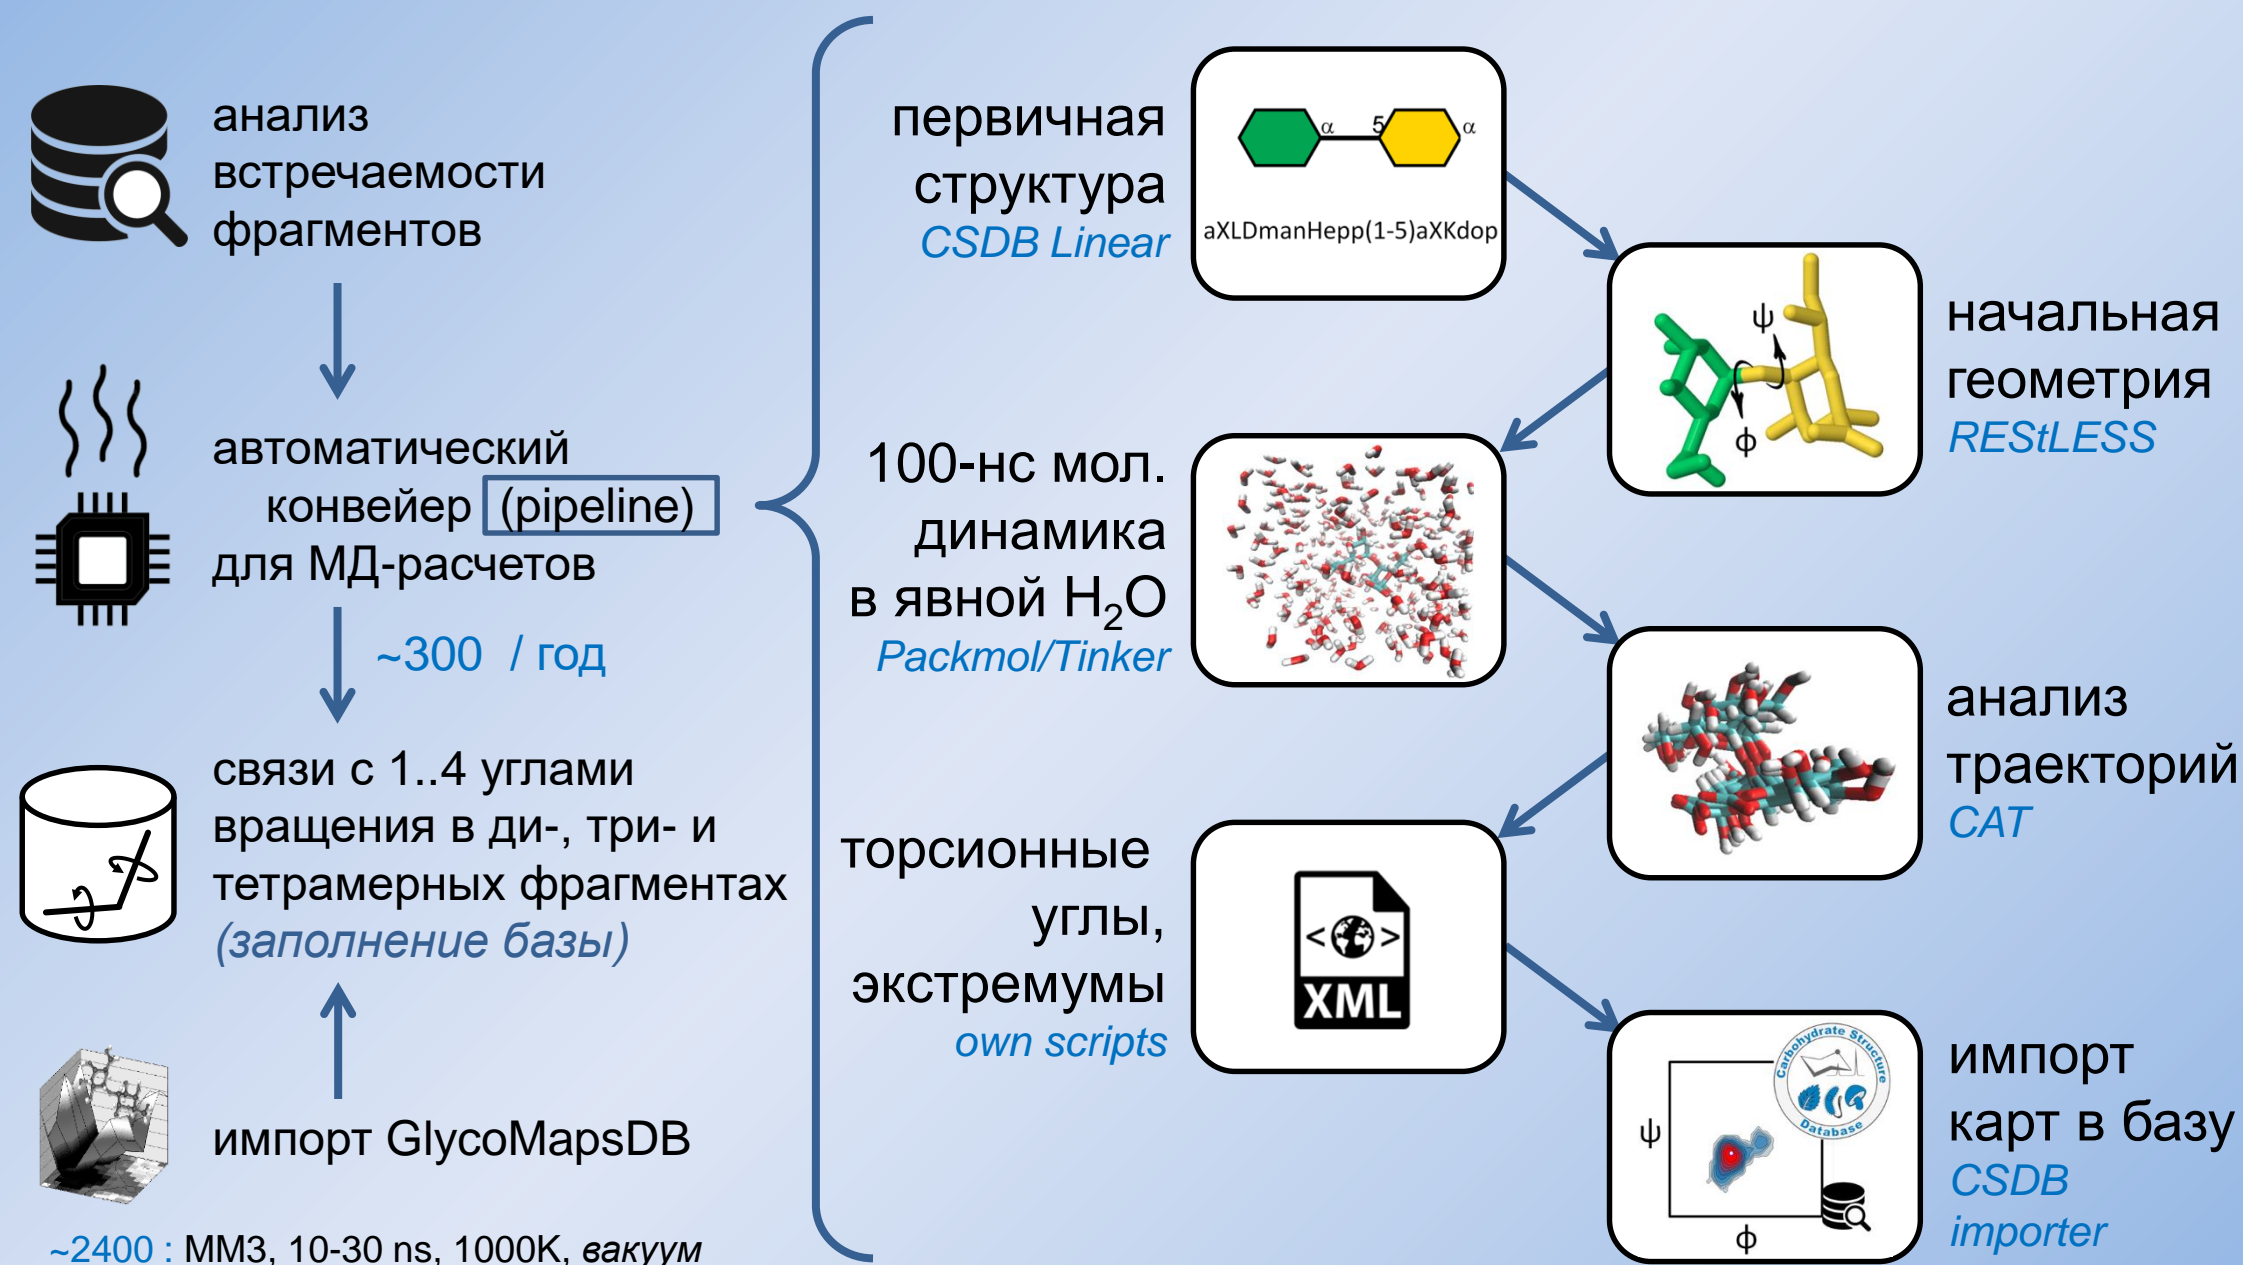 анализ
встречаемости
фрагментов
автоматический
конвейер (pipeline)
для МД-расчетов
~300 / год
связи с 1..4 углами
вращения в ди-, три- и
тетрамерных фрагментах
(заполнение базы)
импорт GlycoMapsDB
~2400 : MM3, 10-30 ns, 1000K, вакуум
первичная
структура
CSDB Linear
α 5 α
aXLDmanHepp(1-5)aXKdop
ψ
ϕ
начальная
геометрия
REStLESS
100-нс мол.
динамика
в явной H₂O
Packmol/Tinker
анализ
траекторий
CAT
торсионные
углы,
экстремумы
own scripts
< >
XML
Carbohydrate Structure
Database
ψ
ϕ
импорт
карт в базу
CSDB
importer